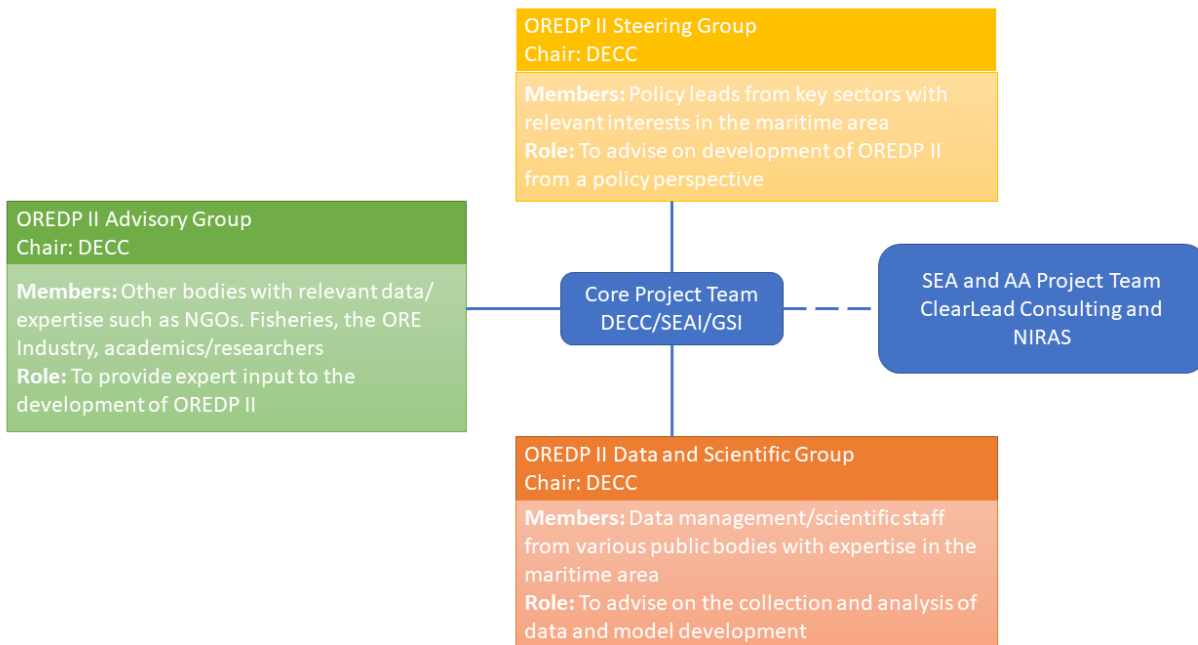 OREDP II Steering Group
Chair: DECC
Members: Policy leads from key sectors with
relevant interests in the maritime area
Role: To advise on development of OREDP II
from a policy perspective
OREDP II Advisory Group
Chair: DECC
Members: Other bodies with relevant data/
expertise such as NGOs. Fisheries, the ORE
Industry, academics/researchers
Role: To provide expert input to the
development of OREDP II
Core Project Team
DECC/SEAI/GSI
SEA and AA Project Team
ClearLead Consulting and
NIRAS
OREDP II Data and Scientific Group
Chair: DECC
Members: Data management/scientific staff
from various public bodies with expertise in the
maritime area
Role: To advise on the collection and analysis of
data and model development